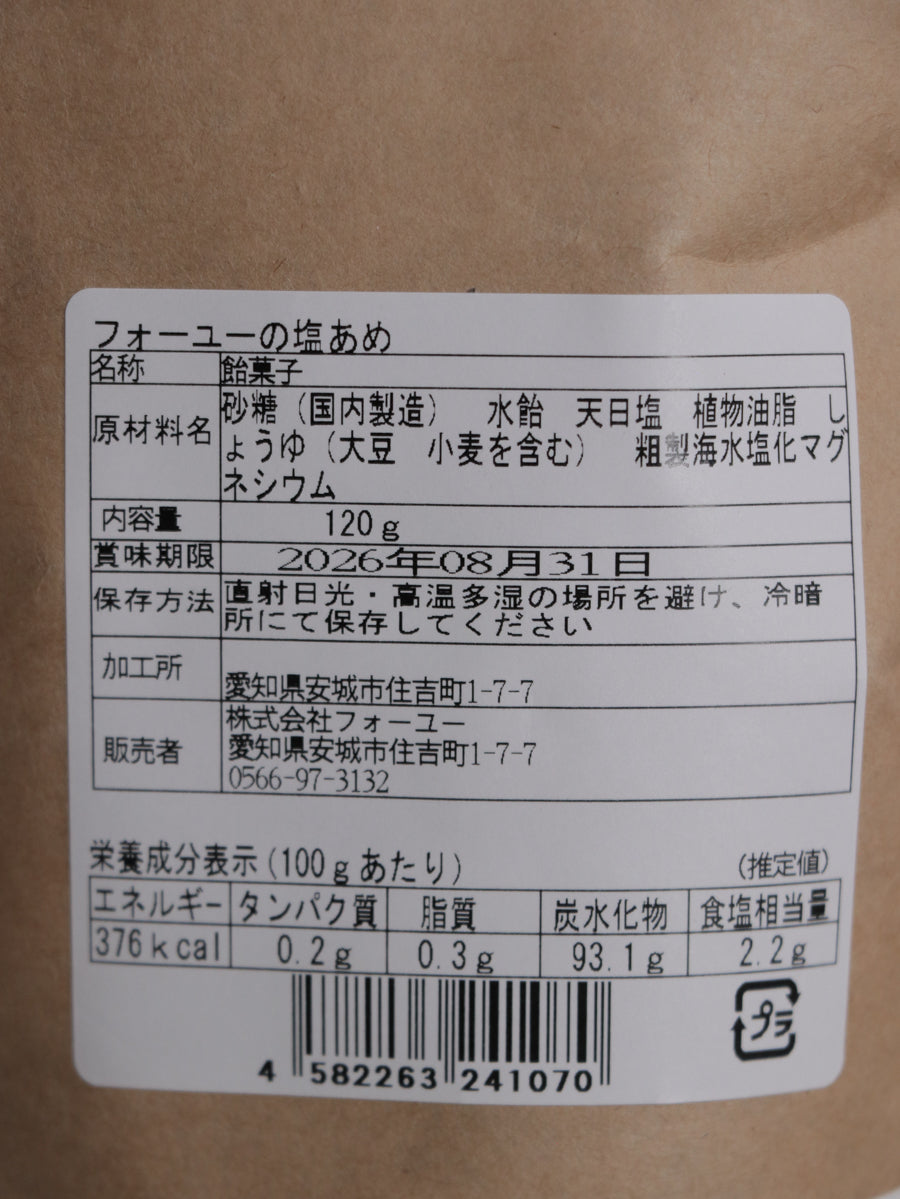 フォーユーの塩あめ
名称 飴菓子
原材料名 砂糖（国内製造）　水飴　天日塩　植物油脂　し
ょうゆ（大豆　小麦を含む）　粗製海水塩化マグ
ネシウム
内容量 120g
賞味期限 2026年08月31日
保存方法 直射日光・高温多湿の場所を避け、冷暗
所にて保存してください
加工所 愛知県安城市住吉町1-7-7
販売者 株式会社フォーユー
愛知県安城市住吉町1-7-7
0566-97-3132
栄養成分表示(100gあたり) (推定値)
エネルギー タンパク質 脂質 炭水化物 食塩相当量
376kcal 0.2g 0.3g 93.1g 2.2g
プラ
4 582263 241070